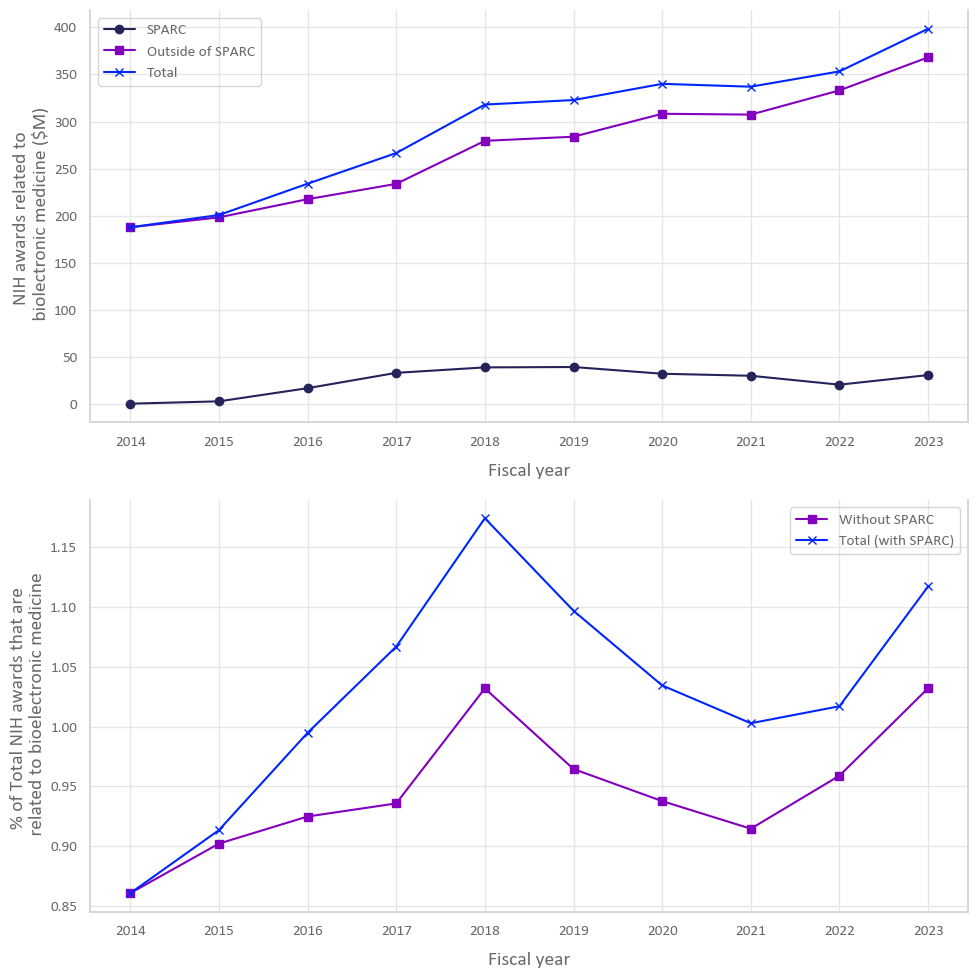 SPARC
Outside of SPARC
Total
400
350
300
250
200
150
100
50
0
NIH awards related to
biolectronic medicine ($M)
2014 2015 2016 2017 2018 2019 2020 2021 2022 2023
Fiscal year
Without SPARC
Total (with SPARC)
1.15
1.10
1.05
1.00
0.95
0.90
0.85
% of Total NIH awards that are
related to bioelectronic medicine
2014 2015 2016 2017 2018 2019 2020 2021 2022 2023
Fiscal year